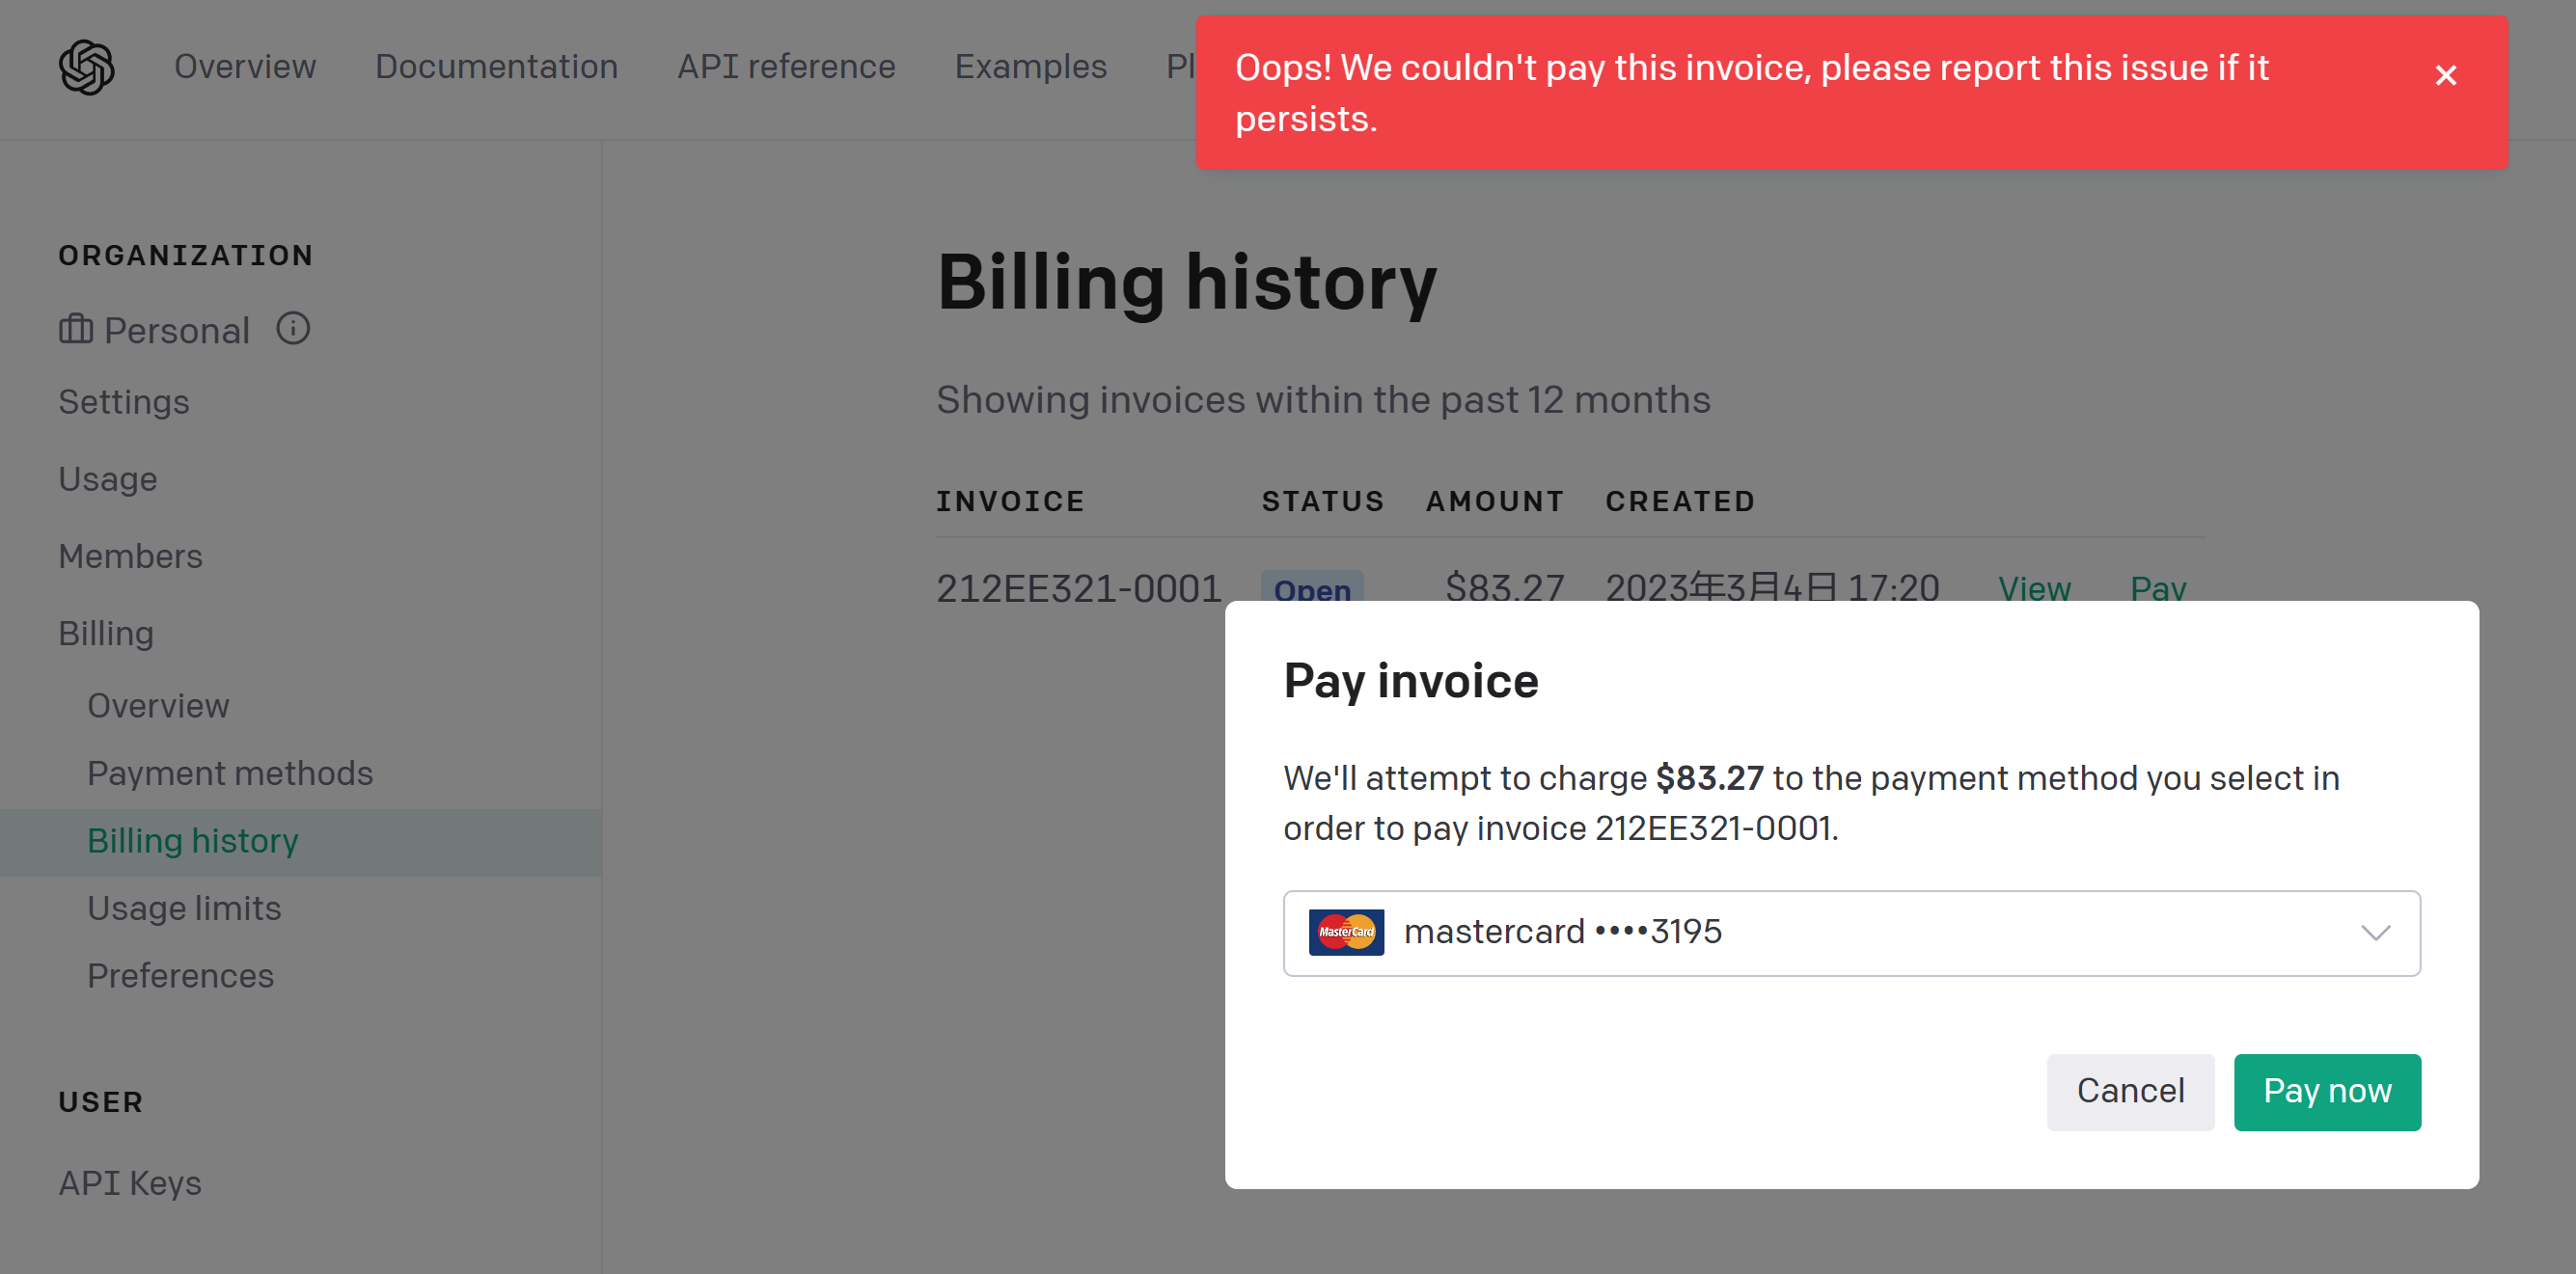 Overview Documentation API reference Examples Pl
Oops! We couldn't pay this invoice, please report this issue if it
persists.
ORGANIZATION
Personal
Settings
Usage
Members
Billing
Overview
Payment methods
Billing history
Usage limits
Preferences
USER
API Keys
Billing history
Showing invoices within the past 12 months
INVOICE STATUS AMOUNT CREATED
212EE321-0001 Open $83.27 2023年3月4日 17:20 View Pay
Pay invoice
We'll attempt to charge $83.27 to the payment method you select in
order to pay invoice 212EE321-0001.
MasterCard mastercard ••••3195
Cancel Pay now